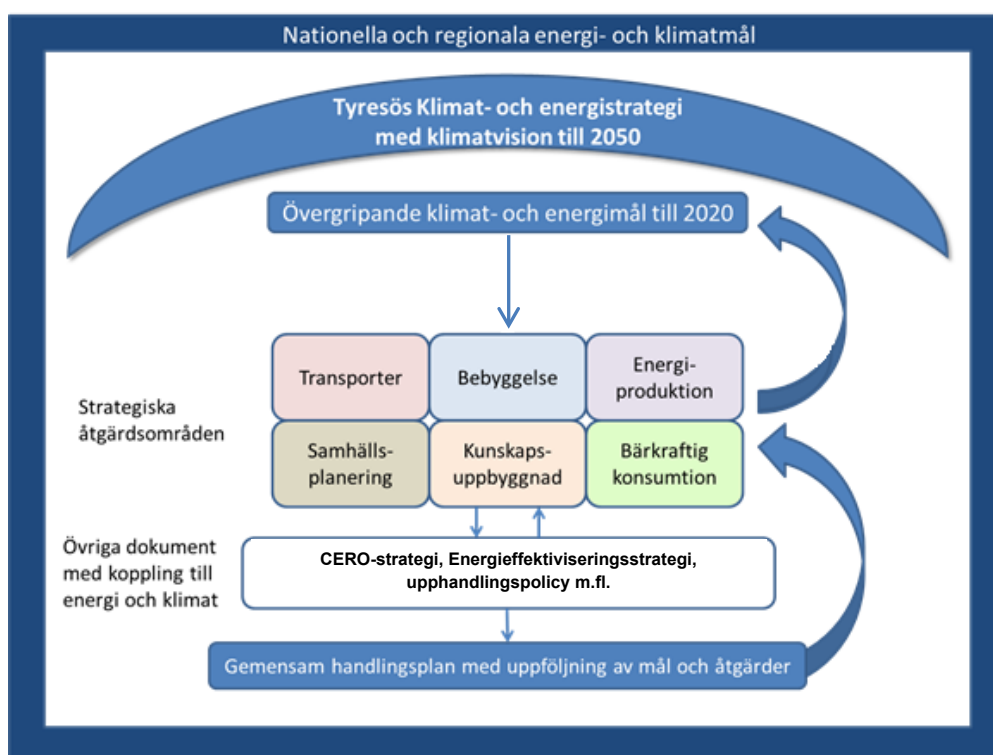 Nationella och regionala energi- och klimatmål
Tyresös Klimat- och energistrategi
med klimatvision till 2050
Övergripande klimat- och energimål till 2020
Transporter
Bebyggelse
Energi-
produktion
Strategiska
åtgärdsområden
Samhälls-
planering
Kunskaps-
uppbyggnad
Bärkraftig
konsumtion
Övriga dokument
med koppling till
energi och klimat
CERO-strategi, Energieffektiviseringsstrategi,
upphandlingspolicy m.fl.
Gemensam handlingsplan med uppföljning av mål och åtgärder